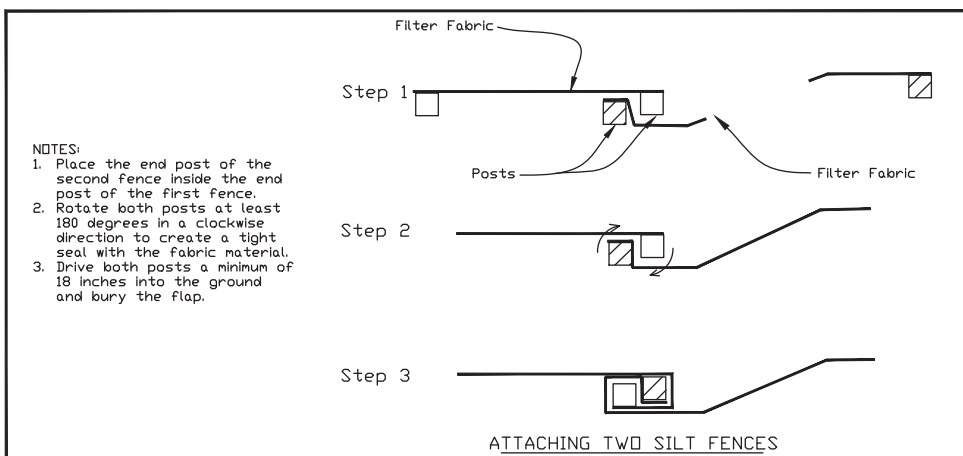 Filter Fabric
Step 1
NOTES:
1. Place the end post of the
second fence inside the end
post of the first fence.
2. Rotate both posts at least
180 degrees in a clockwise
direction to create a tight
seal with the fabric material.
3. Drive both posts a minimum of
18 inches into the ground
and bury the flap.
Posts
Filter Fabric
Step 2
Step 3
ATTACHING TWO SILT FENCES